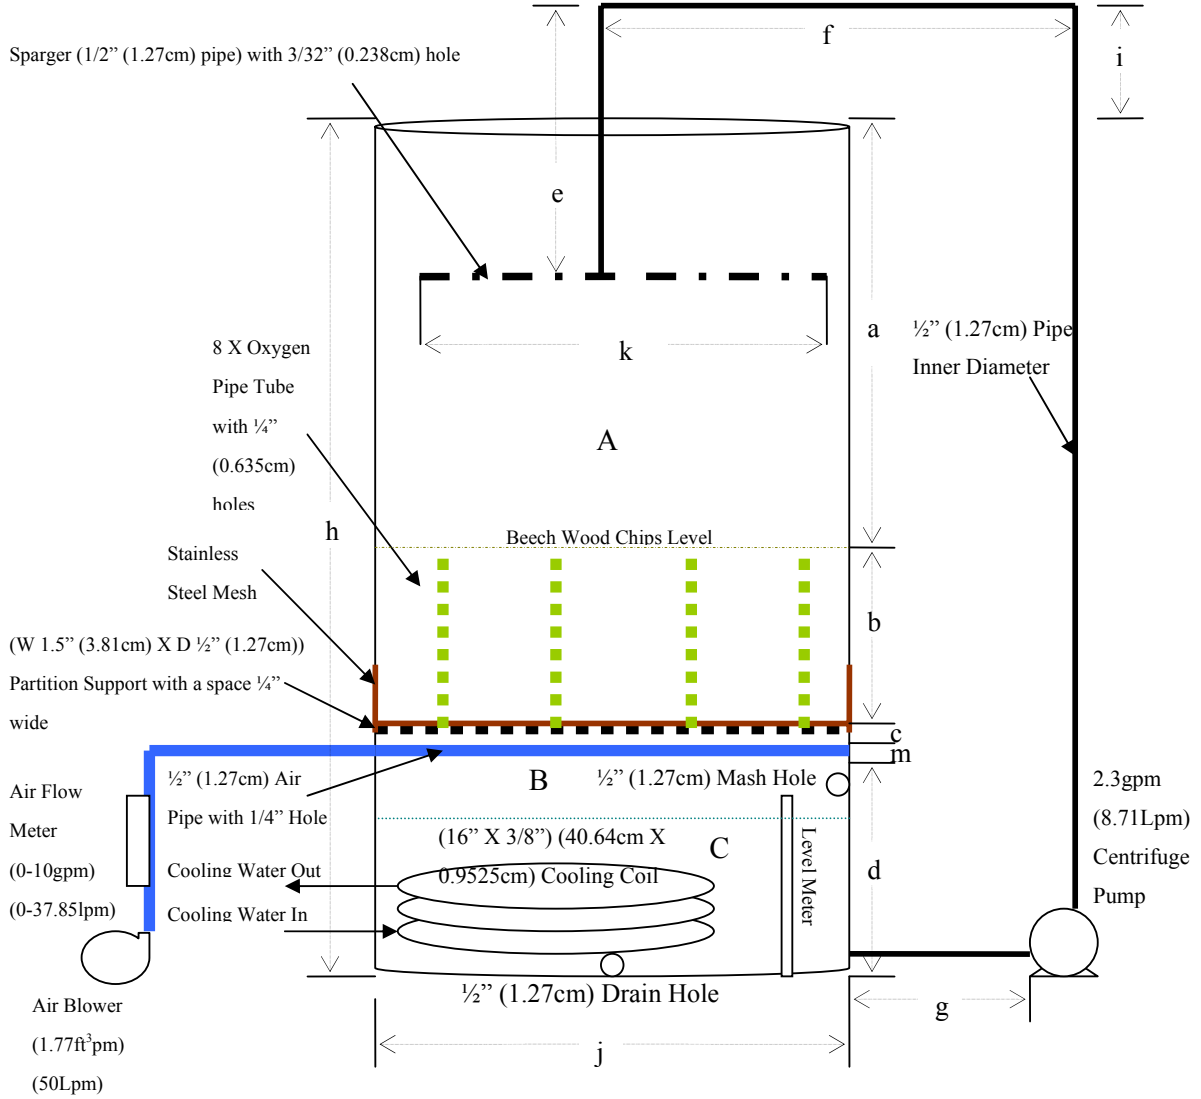 f
i
Sparger (1/2” (1.27cm) pipe) with 3/32” (0.238cm) hole
e
a
½” (1.27cm) Pipe
Inner Diameter
k
8 X Oxygen
Pipe Tube
with ¼”
(0.635cm)
holes
A
h
Beech Wood Chips Level
Stainless
Steel Mesh
b
(W 1.5” (3.81cm) X D ½” (1.27cm))
Partition Support with a space ¼”
wide
c
m
½” (1.27cm) Air
Pipe with 1/4” Hole
B
½” (1.27cm) Mash Hole
Air Flow
Meter
(0-10gpm)
(0-37.85lpm)
2.3gpm
(8.71Lpm)
Centrifuge
Pump
(16” X 3/8”) (40.64cm X
0.9525cm) Cooling Coil
C
Level Meter
d
Cooling Water Out
Cooling Water In
½” (1.27cm) Drain Hole
g
Air Blower
(1.77ft³pm)
(50Lpm)
j